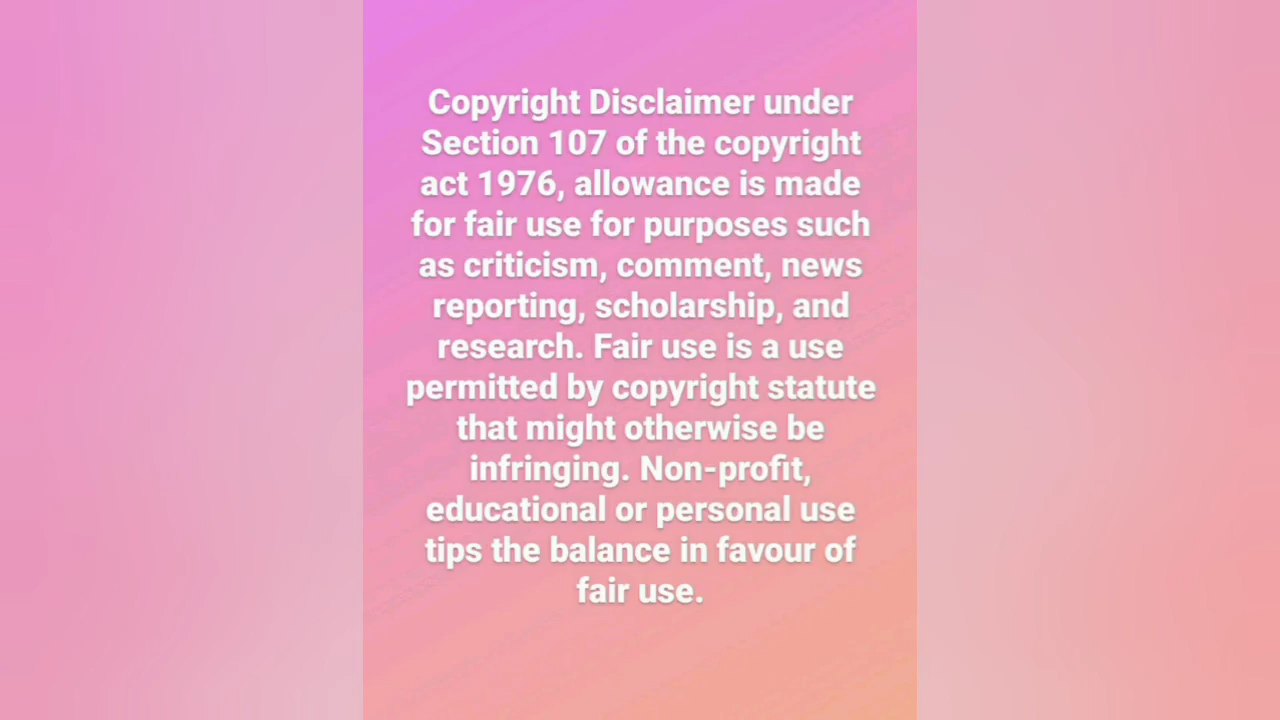 Copyright Disclaimer under
Section 107 of the copyright
act 1976, allowance is made
for fair use for purposes such
as criticism, comment, news
reporting, scholarship, and
research. Fair use is a use
permitted by copyright statute
that might otherwise be
infringing. Non-profit,
educational or personal use
tips the balance in favour of
fair use.